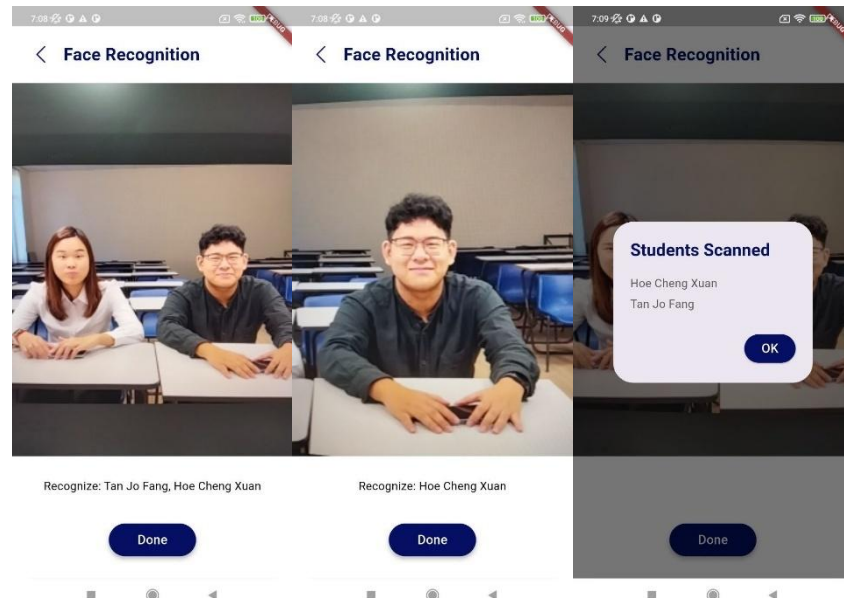 7:08
Face Recognition
Recognize: Tan Jo Fang, Hoe Cheng Xuan
Done
7:08
Face Recognition
Recognize: Hoe Cheng Xuan
Done
7:09
Face Recognition
Students Scanned
Hoe Cheng Xuan
Tan Jo Fang
OK
Done